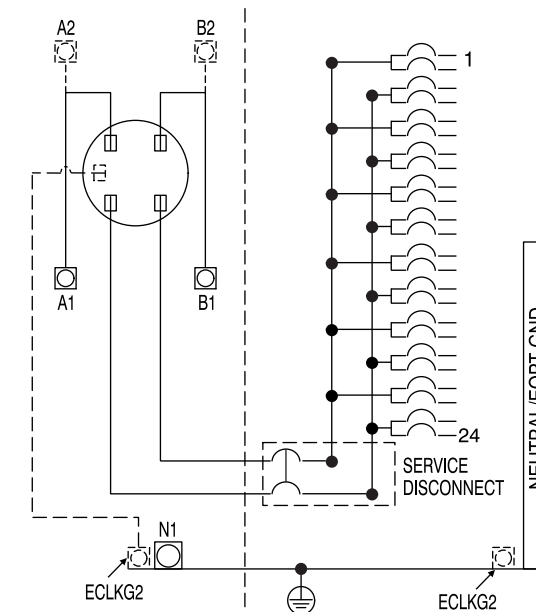 A2
B2
1
A1
B1
24
SERVICE
DISCONNECT
NEUTRAL/EQPT GND
N1
ECLKG2
ECLKG2